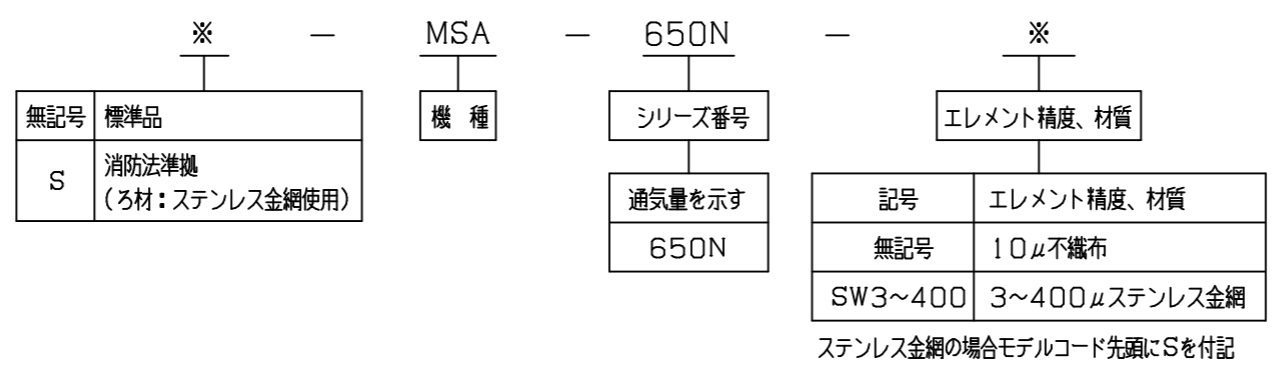 ※ － MSA － 650N － ※
無記号 標準品
S 消防法準拠
(ろ材：ステンレス金網使用)
機 種
シリーズ番号
通気量を示す
650N
エレメント精度、材質
記号 エレメント精度、材質
無記号 10μ不織布
SW3～400 3～400μステンレス金網
ステンレス金網の場合モデルコード先頭にSを付記